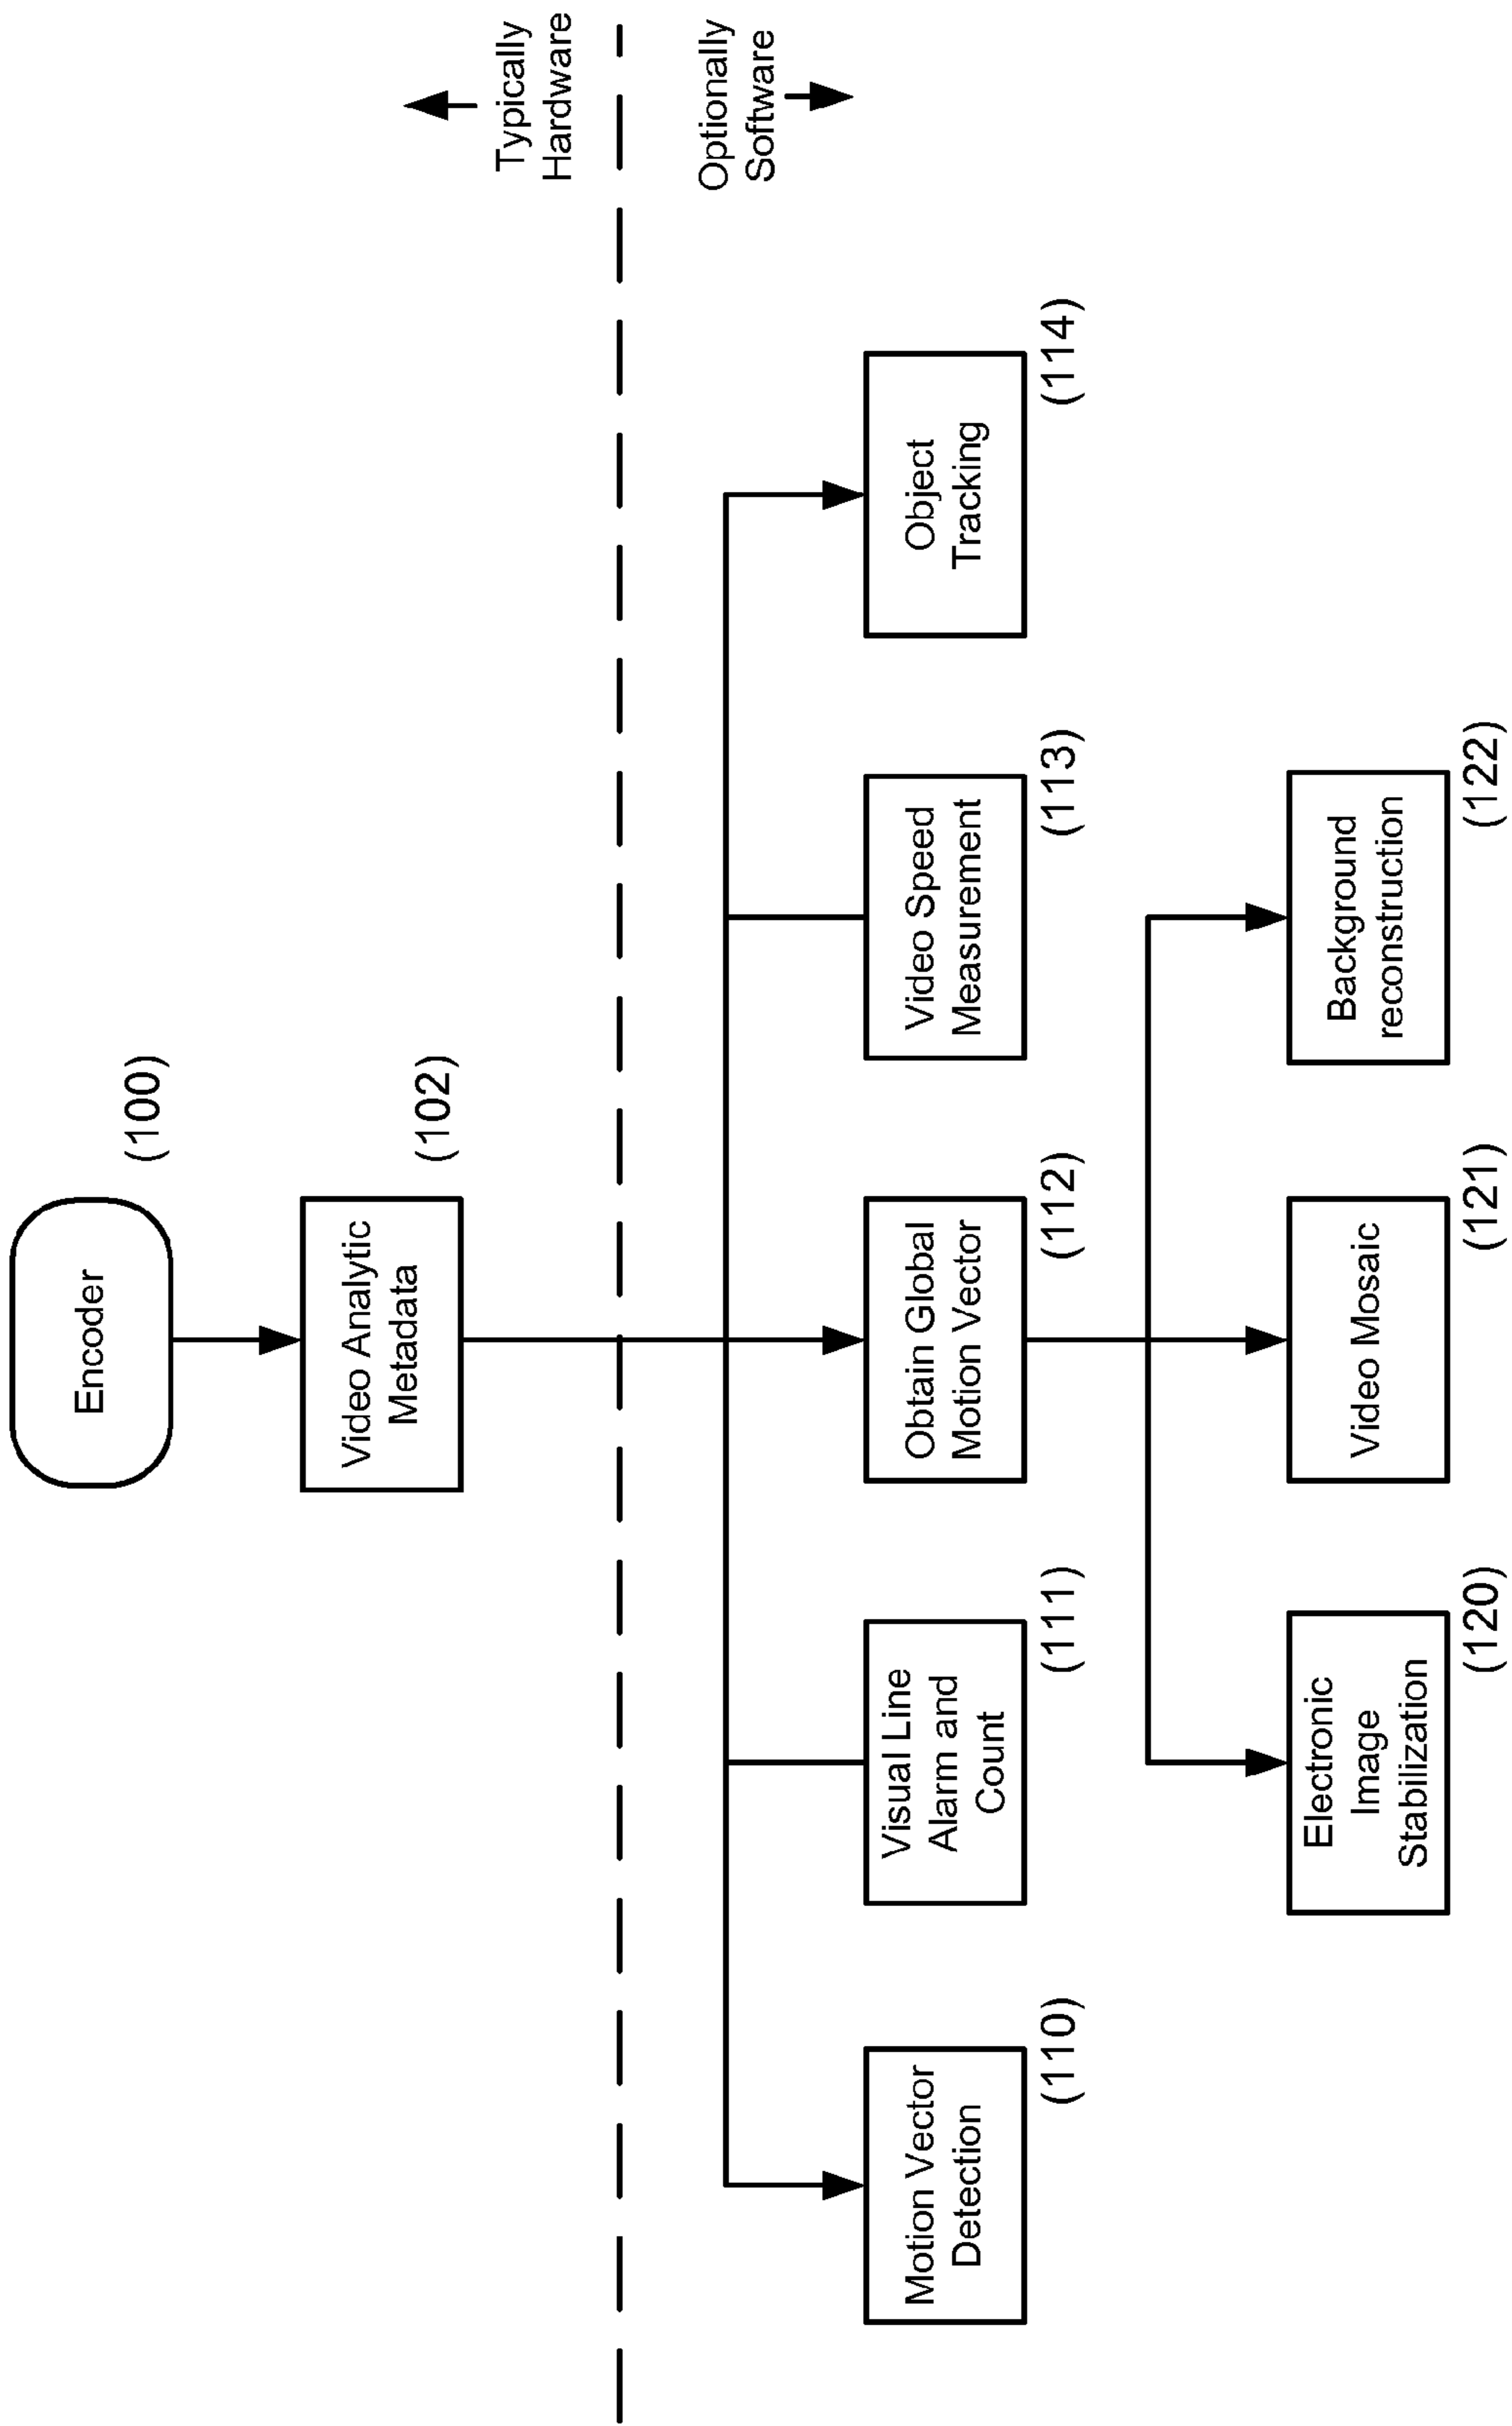 Encoder
(100)
Video Analytic
Metadata
(102)
Typically
Hardware
Optionally
Software
Motion Vector
Detection
(110)
Visual Line
Alarm and
Count
(111)
Obtain Global
Motion Vector
(112)
Video Speed
Measurement
(113)
Object
Tracking
(114)
Electronic
Image
Stabilization
(120)
Video Mosaic
(121)
Background
reconstruction
(122)